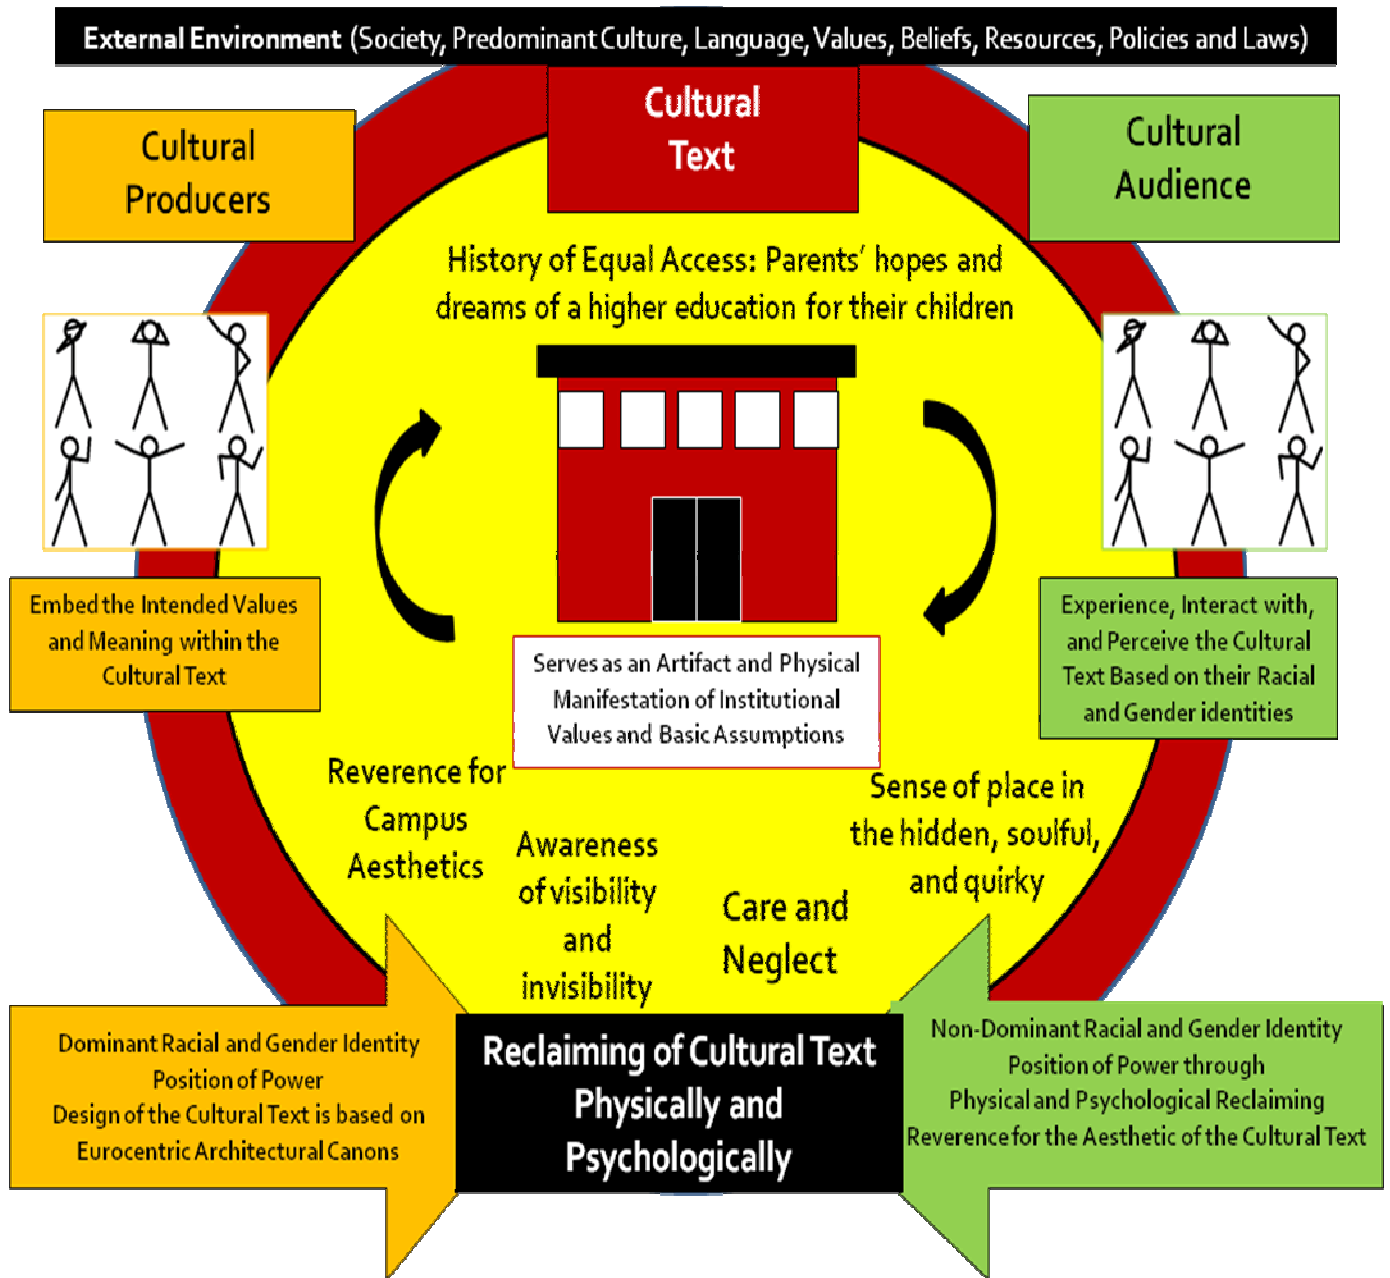 External Environment (Society, Predominant Culture, Language, Values, Beliefs, Resources, Policies and Laws)
Cultural
Producers
Cultural
Text
Cultural
Audience
History of Equal Access: Parents’ hopes and
dreams of a higher education for their children
Embed the Intended Values
and Meaning within the
Cultural Text
Serves as an Artifact and Physical
Manifestation of Institutional
Values and Basic Assumptions
Experience, Interact with,
and Perceive the Cultural
Text Based on their Racial
and Gender identities
Reverence for
Campus
Aesthetics
Awareness
of visibility
and
invisibility
Care and
Neglect
Sense of place in
the hidden, soulful,
and quirky
Dominant Racial and Gender Identity
Position of Power
Design of the Cultural Text is based on
Eurocentric Architectural Canons
Reclaiming of Cultural Text
Physically and
Psychologically
Non-Dominant Racial and Gender Identity
Position of Power through
Physical and Psychological Reclaiming
Reverence for the Aesthetic of the Cultural Text